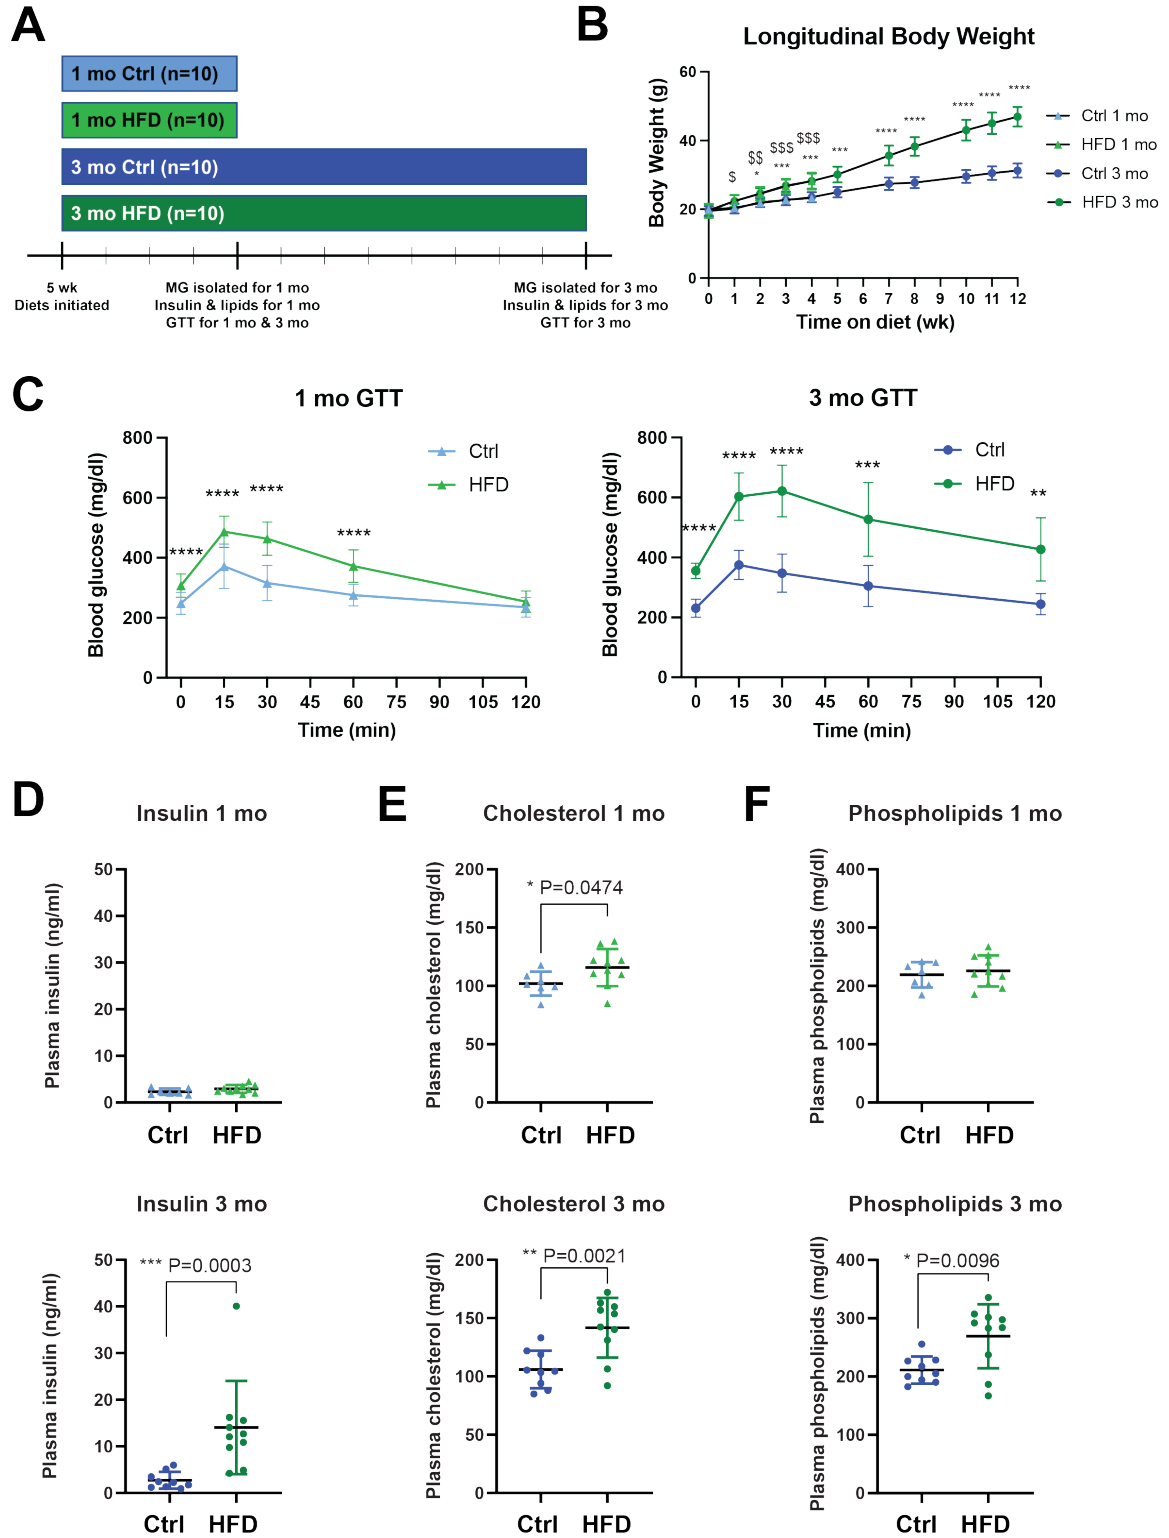 A
1 mo Ctrl (n=10)
1 mo HFD (n=10)
3 mo Ctrl (n=10)
3 mo HFD (n=10)
5 wk
Diets initiated
MG isolated for 1 mo
Insulin & lipids for 1 mo
GTT for 1 mo & 3 mo
MG isolated for 3 mo
Insulin & lipids for 3 mo
GTT for 3 mo
B
Longitudinal Body Weight
Body Weight (g)
60
40
20
0
$
$$
*
$$$
***
$$$
***
***
****
****
****
****
****
0 1 2 3 4 5 7 8 10 11 12
Time on diet (wk)
Ctrl 1 mo
HFD 1 mo
Ctrl 3 mo
HFD 3 mo
C
1 mo GTT
Blood glucose (mg/dl)
800
600
400
200
0
**** **** **** ****
Ctrl
HFD
0 15 30 45 60 75 90 105 120
Time (min)
3 mo GTT
Blood glucose (mg/dl)
800
600
400
200
0
**** **** **** *** **
Ctrl
HFD
0 15 30 45 60 75 90 105 120
Time (min)
D
Insulin 1 mo
Plasma insulin (ng/ml)
50
40
30
20
10
0
Ctrl HFD
E
Cholesterol 1 mo
Plasma cholesterol (mg/dl)
200
150
100
50
0
* P=0.0474
Ctrl HFD
F
Phospholipids 1 mo
Plasma phospholipids (mg/dl)
400
300
200
100
0
Ctrl HFD
Insulin 3 mo
Plasma insulin (ng/ml)
50
40
30
20
10
0
*** P=0.0003
Ctrl HFD
Cholesterol 3 mo
Plasma cholesterol (mg/dl)
200
150
100
50
0
** P=0.0021
Ctrl HFD
Phospholipids 3 mo
Plasma phospholipids (mg/dl)
400
300
200
100
0
* P=0.0096
Ctrl HFD